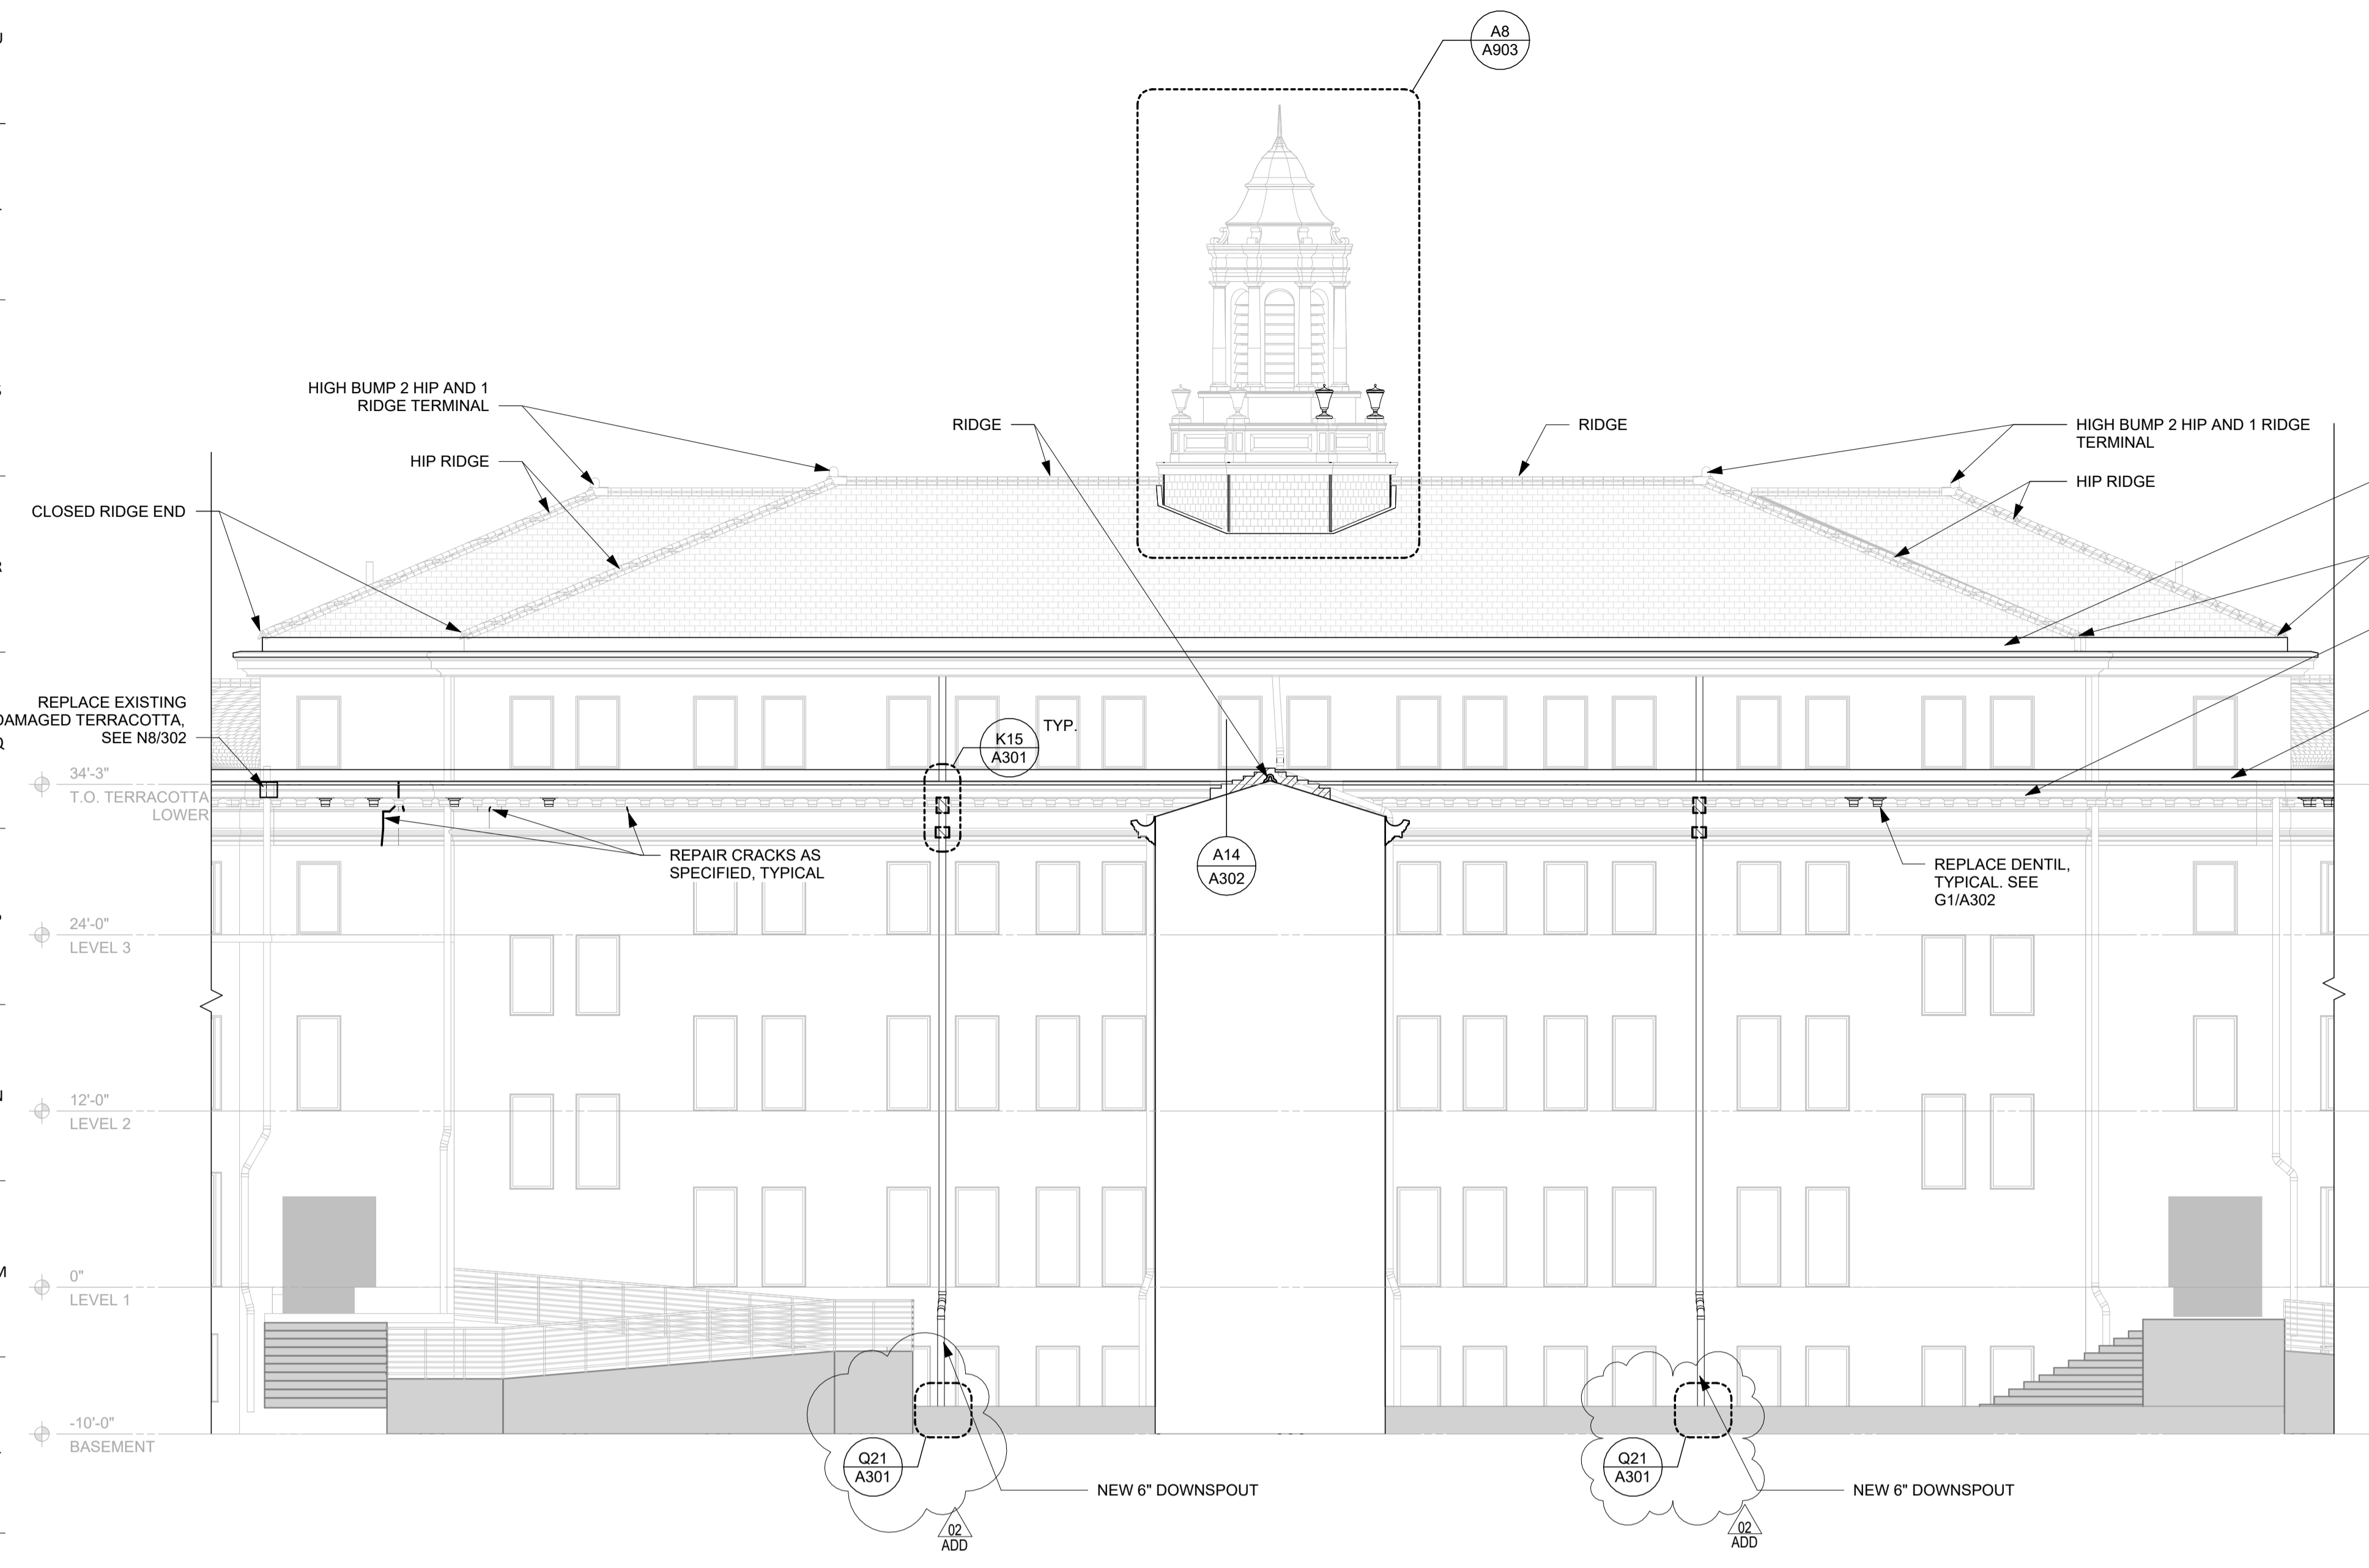 A8
A903
HIGH BUMP 2 HIP AND 1
RIDGE TERMINAL
RIDGE
RIDGE
HIGH BUMP 2 HIP AND 1 RIDGE
TERMINAL
HIP RIDGE
HIP RIDGE
CLOSED RIDGE END
REPLACE EXISTING
DAMAGED TERRACOTTA,
SEE N8/302
K15
A301
TYP.
34'-3"
T.O. TERRACOTTA
LOWER
REPAIR CRACKS AS
SPECIFIED, TYPICAL
A14
A302
REPLACE DENTIL,
TYPICAL. SEE
G1/A302
24'-0"
LEVEL 3
12'-0"
LEVEL 2
N
M
0"
LEVEL 1
-10'-0"
BASEMENT
Q21
A301
NEW 6" DOWNSPOUT
02
ADD
Q21
A301
NEW 6" DOWNSPOUT
02
ADD